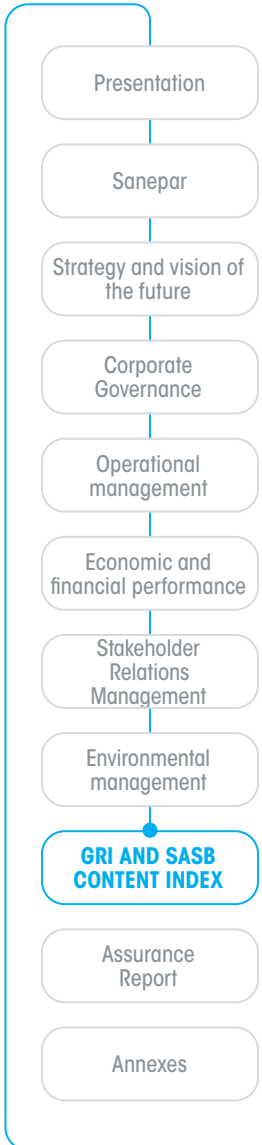 Presentation
Sanepar
Strategy and vision of
the future
Corporate
Governance
Operational
management
Economic and
financial performance
Stakeholder
Relations
Management
Environmental
management
GRI AND SASB
CONTENT INDEX
Assurance
Report
Annexes